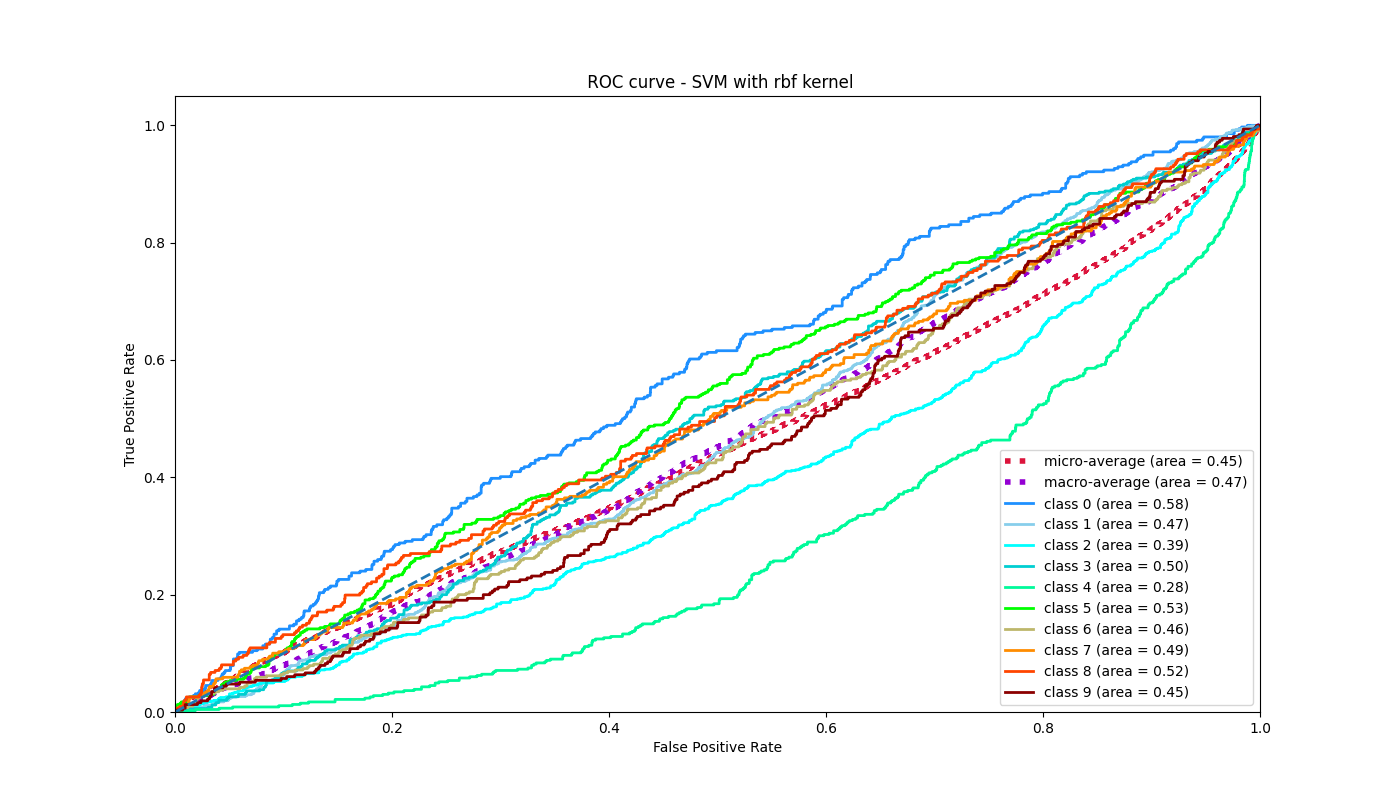 ROC curve - SVM with rbf kernel
1.0
0.8
0.6
0.4
0.2
0.0
True Positive Rate
0.0 0.2 0.4 0.6 0.8 1.0
False Positive Rate
micro-average (area = 0.45)
macro-average (area = 0.47)
class 0 (area = 0.58)
class 1 (area = 0.47)
class 2 (area = 0.39)
class 3 (area = 0.50)
class 4 (area = 0.28)
class 5 (area = 0.53)
class 6 (area = 0.46)
class 7 (area = 0.49)
class 8 (area = 0.52)
class 9 (area = 0.45)